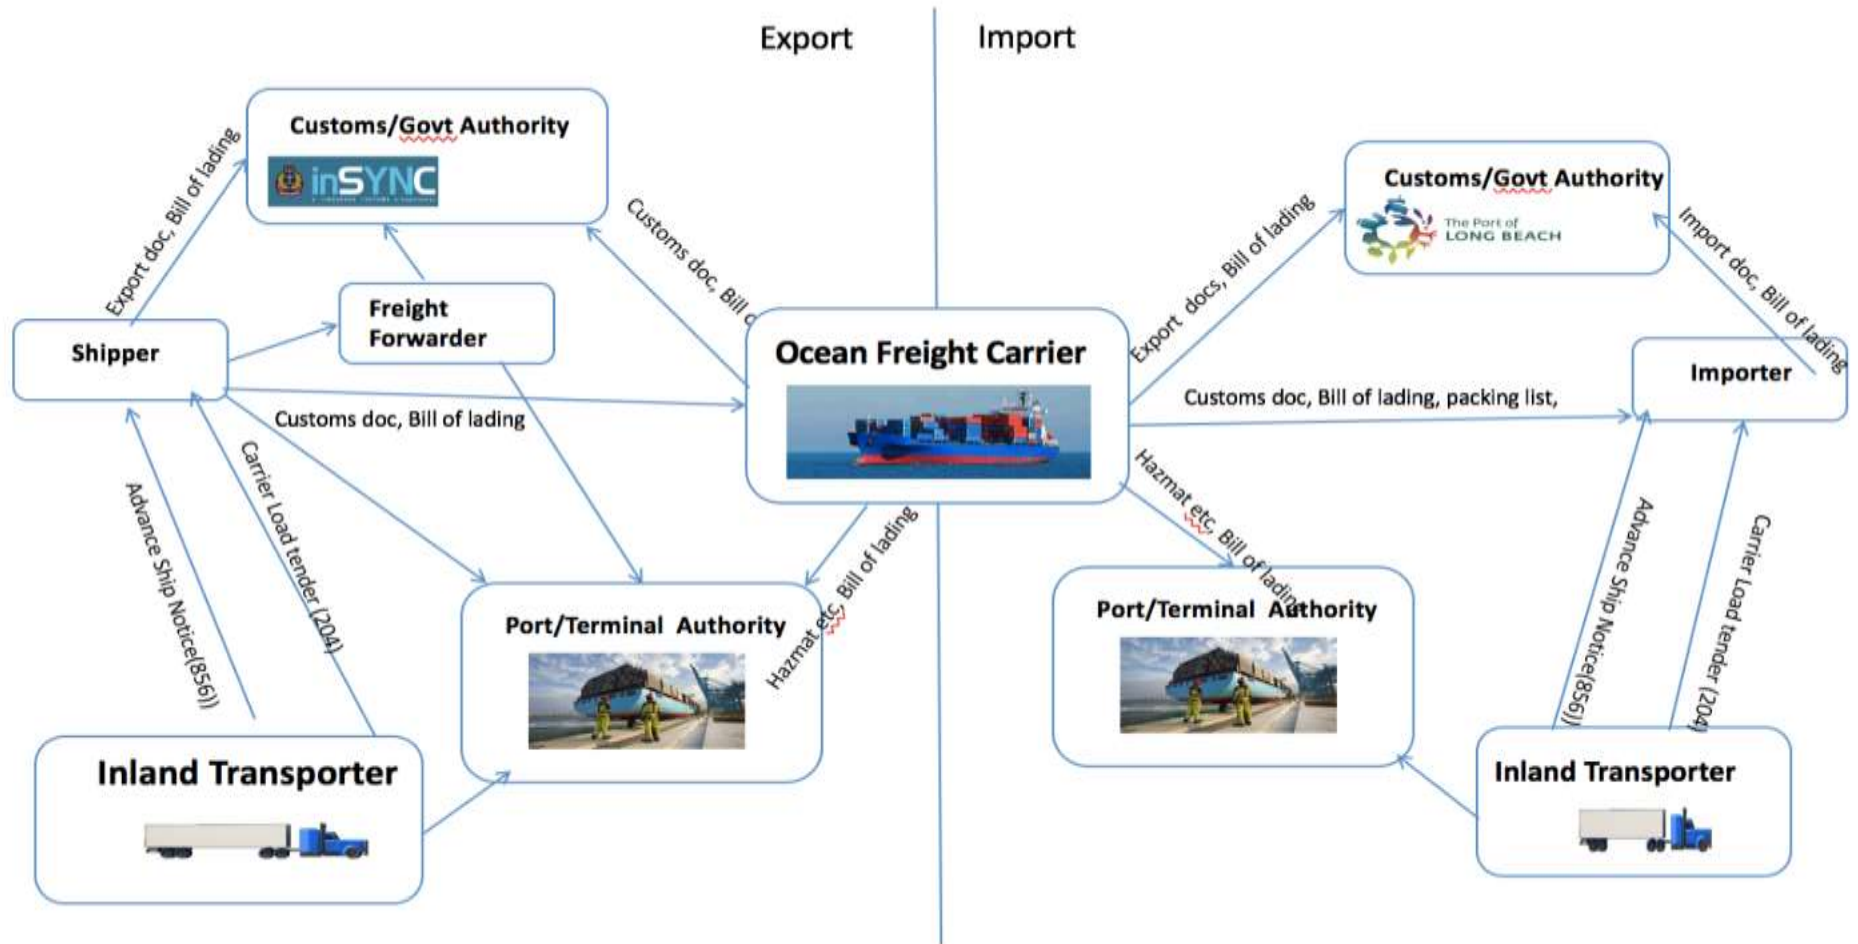 Export
Import
Customs/Govt Authority
inSYNC
Export doc, Bill of lading
Customs doc, Bill
Freight
Forwarder
Shipper
Customs doc, Bill of lading
Ocean Freight Carrier
Export docs, Bill of lading
Customs/Govt Authority
The Port of
LONG BEACH
Import doc, Bill of lading
Importer
Customs doc, Bill of lading, packing list,
Advance Ship Notice(856))
Carrier Load tender (204)
Hazmat etc, Bill of lading
Port/Terminal Authority
Hazmat etc, Bill of lading
Port/Terminal Authority
Advance Ship Notice(856))
Carrier Load tender (204)
Inland Transporter
Inland Transporter